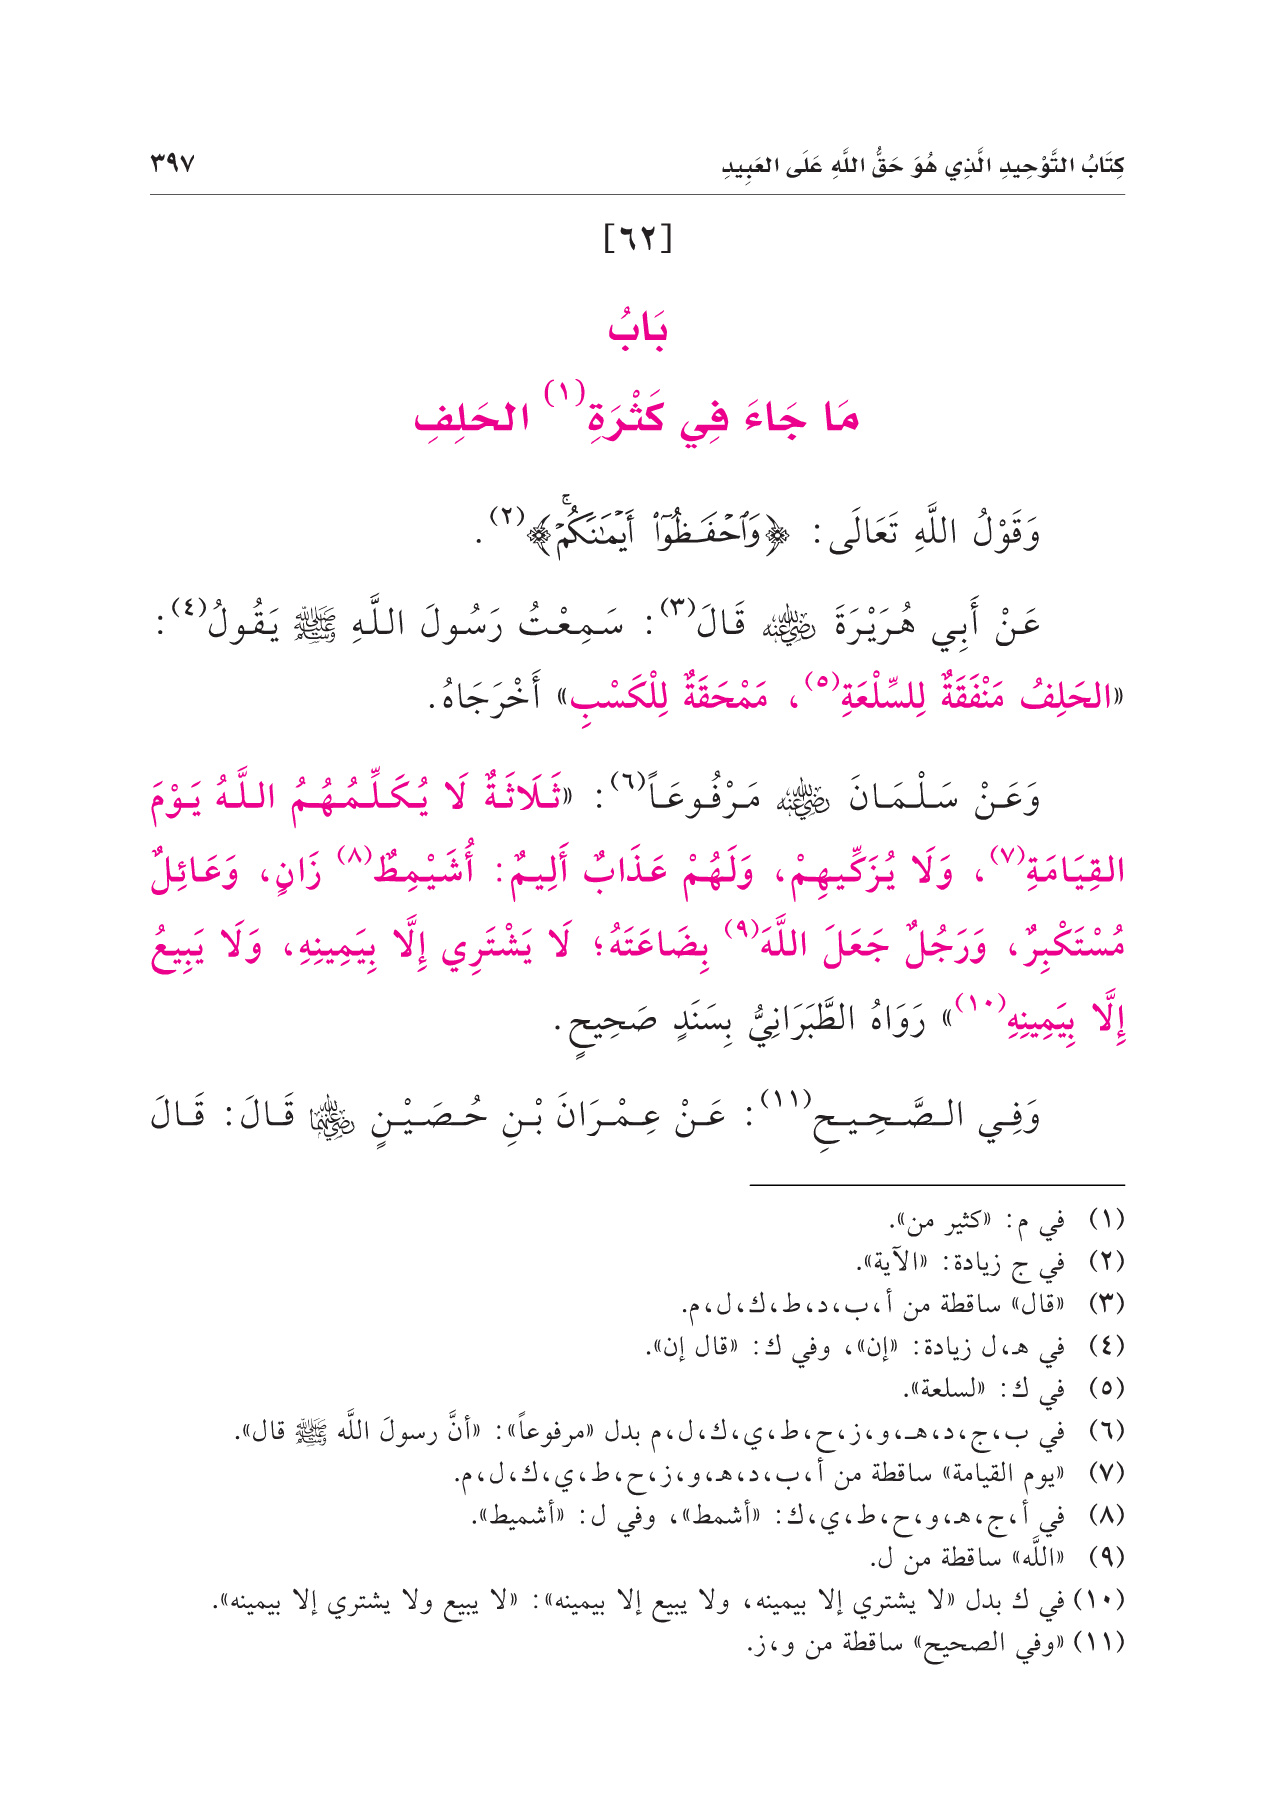 كِتَابُ التَّوْحِيدِ الَّذِي هُوَ حَقُّ اللَّهِ عَلَى العَبِيدِ ٣٩٧
[٦٢]
بَابُ
مَا جَاءَ فِي كَثْرَةِ(١) الحَلِفِ
وَقَوْلُ اللَّهِ تَعَالَى: ﴿وَٱحۡفَظُوٓاْ أَيۡمَٰنَكُمۡۚ﴾(٢).
عَنْ أَبِي هُرَيْرَةَ رضي الله عنه قَالَ(٣): سَمِعْتُ رَسُولَ اللَّهِ ﷺ يَقُولُ(٤):
«الحَلِفُ مَنْفَقَةٌ لِلسِّلْعَةِ(٥)، مَمْحَقَةٌ لِلْكَسْبِ» أَخْرَجَاهُ.
وَعَنْ سَلْمَانَ رضي الله عنه مَرْفُوعَاً(٦): «ثَلَاثَةٌ لَا يُكَلِّمُهُمُ اللَّهُ يَوْمَ
القِيَامَةِ(٧)، وَلَا يُزَكِّيهِمْ، وَلَهُمْ عَذَابٌ أَلِيمٌ: أُشَيْمِطٌ(٨) زَانٍ، وَعَائِلٌ
مُسْتَكْبِرٌ، وَرَجُلٌ جَعَلَ اللَّهَ(٩) بِضَاعَتَهُ؛ لَا يَشْتَرِي إِلَّا بِيَمِينِهِ، وَلَا يَبِيعُ
إِلَّا بِيَمِينِهِ(١٠)» رَوَاهُ الطَّبَرَانِيُّ بِسَنَدٍ صَحِيحٍ.
وَفِي الصَّحِيحِ(١١): عَنْ عِمْرَانَ بْنِ حُصَيْنٍ رضي الله عنهما قَالَ: قَالَ
(١) في م: «كثير من».
(٢) في ج زيادة: «الآية».
(٣) «قال» ساقطة من أ،ب،د،ط،ك،ل،م.
(٤) في هـ،ل زيادة: «إن»، وفي ك: «قال إن».
(٥) في ك: «لسلعة».
(٦) في ب،ج،د،هـ،و،ز،ح،ط،ي،ك،ل،م بدل «مرفوعاً»: «أنَّ رسولَ اللَّه ﷺ قال».
(٧) «يوم القيامة» ساقطة من أ،ب،د،هـ،و،ز،ح،ط،ي،ك،ل،م.
(٨) في أ،ج،هـ،و،ح،ط،ي،ك: «أشمط»، وفي ل: «أشميط».
(٩) «اللَّه» ساقطة من ل.
(١٠) في ك بدل «لا يشتري إلا بيمينه، ولا يبيع إلا بيمينه»: «لا يبيع ولا يشتري إلا بيمينه».
(١١) «وفي الصحيح» ساقطة من و،ز.